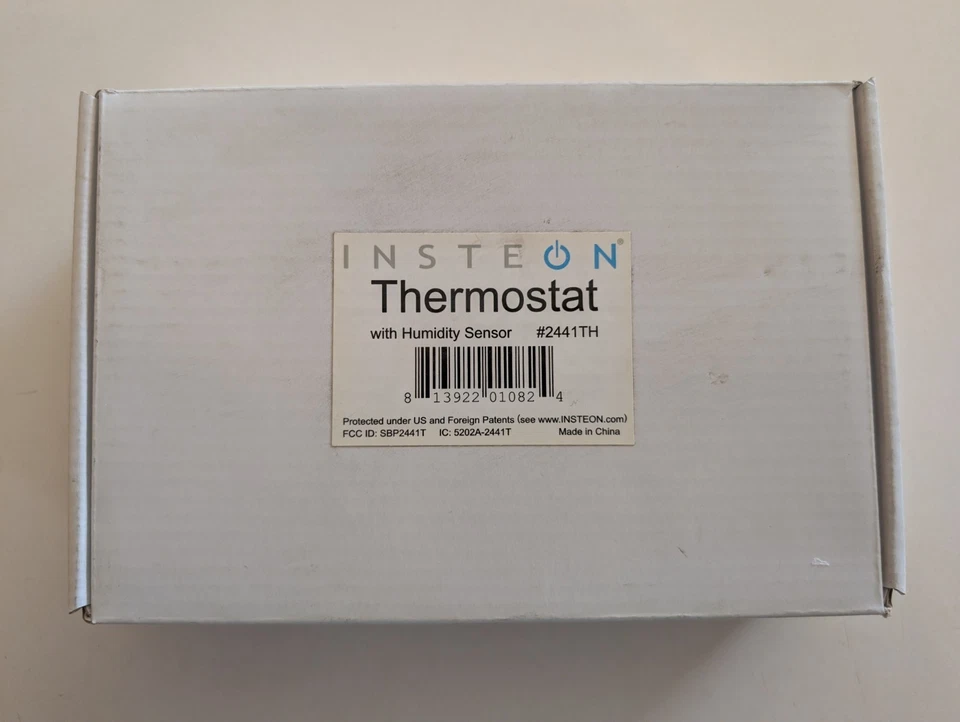 INSTEON®
Thermostat
with Humidity Sensor #2441TH
8 13922 01082 4
Protected under US and Foreign Patents (see www.INSTEON.com)
FCC ID: SBP2441T IC: 5202A-2441T Made in China